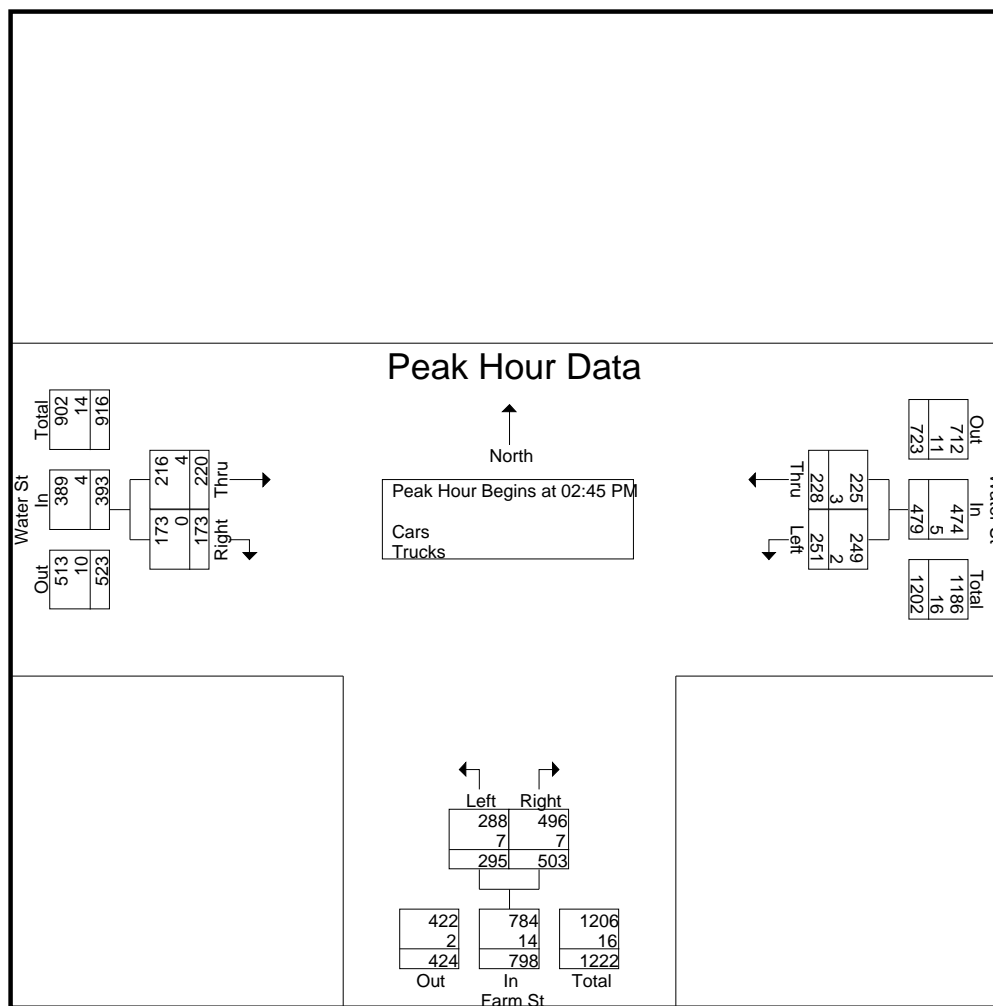 Peak Hour Data
North
Peak Hour Begins at 02:45 PM
Cars
Trucks
Water St
Total
902
14
916
In
389
4
393
Out
513
10
523
216
4
220
Thru
173
0
173
Right
Thru
225
3
228
Left
249
2
251
Out
712
11
723
In
474
5
479
Total
1186
16
1202
Water St
Left Right
288 496
7 7
295 503
422 784 1206
2 14 16
424 798 1222
Out In Total
Farm St